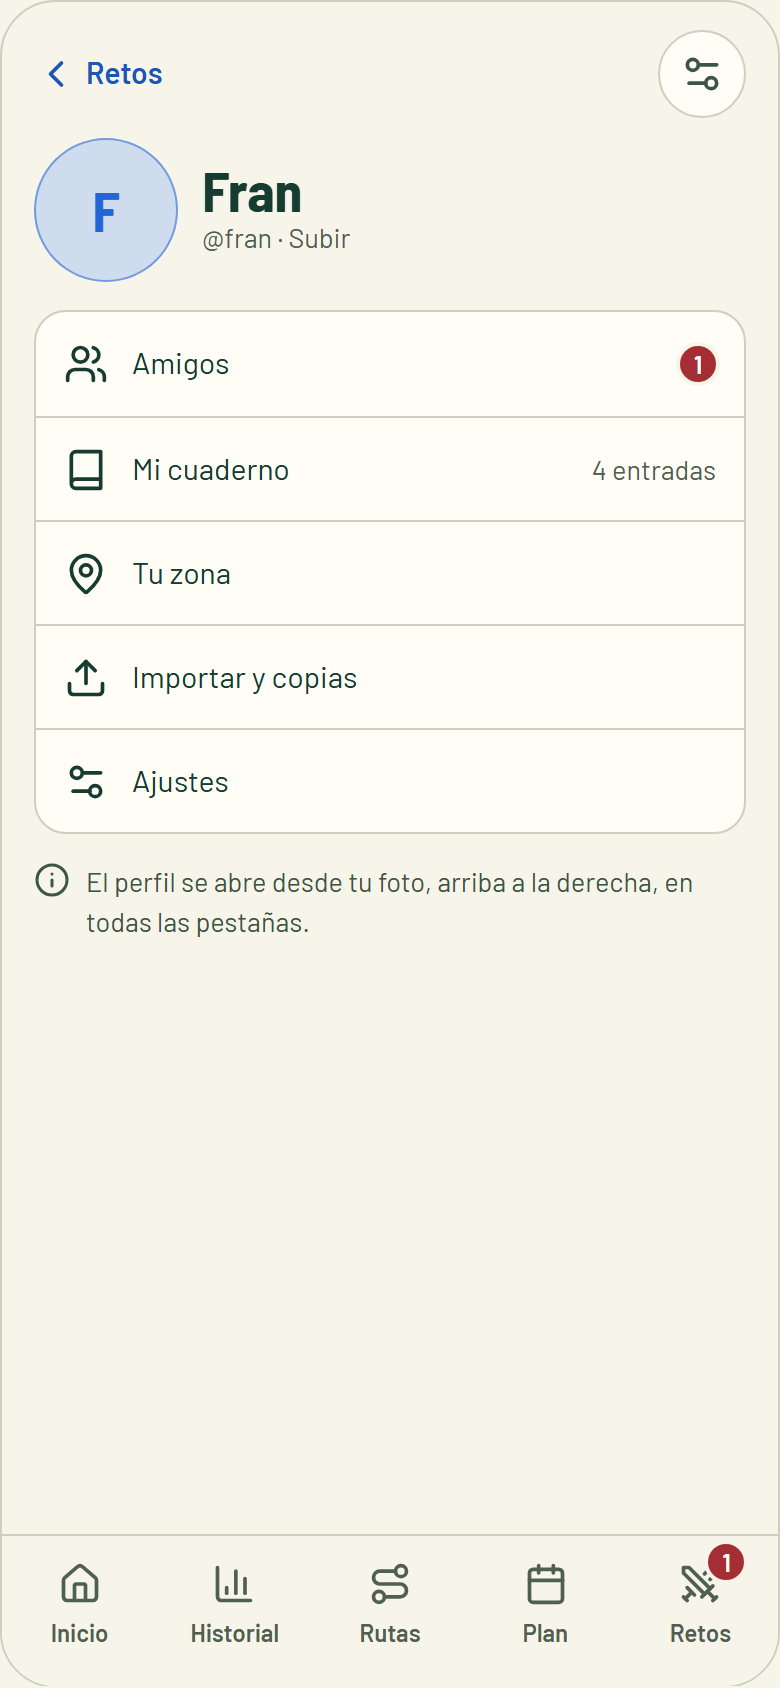 Retos
F
Fran
@fran · Subir
Amigos
1
Mi cuaderno
4 entradas
Tu zona
Importar y copias
Ajustes
El perfil se abre desde tu foto, arriba a la derecha, en
todas las pestañas.
1
Inicio
Historial
Rutas
Plan
Retos